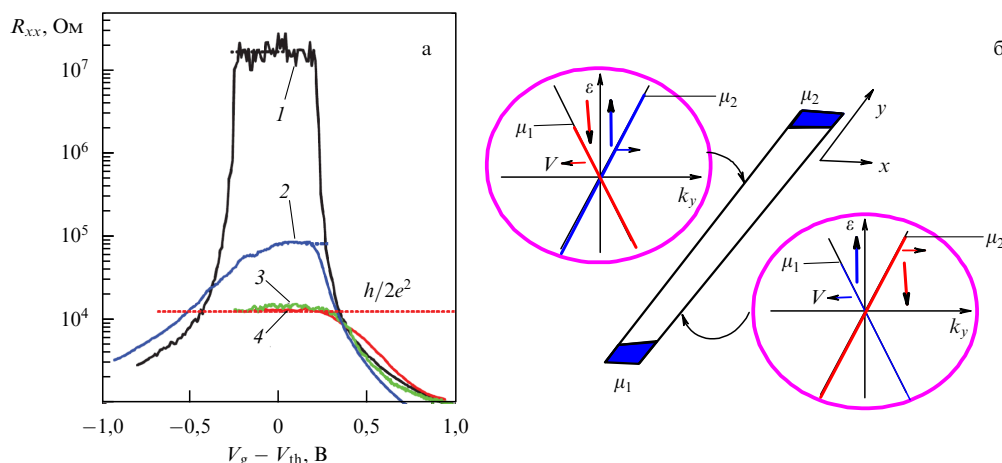 R_xx, Ом
а
10^7
10^6
10^5
10^4
1
2
3
4
h/2e^2
−1,0
−0,5
0
0,5
1,0
V_g − V_th, В
б
ε
μ_2
μ_1
V
k_y
μ_2
y
x
μ_1
ε
μ_2
μ_1
V
k_y